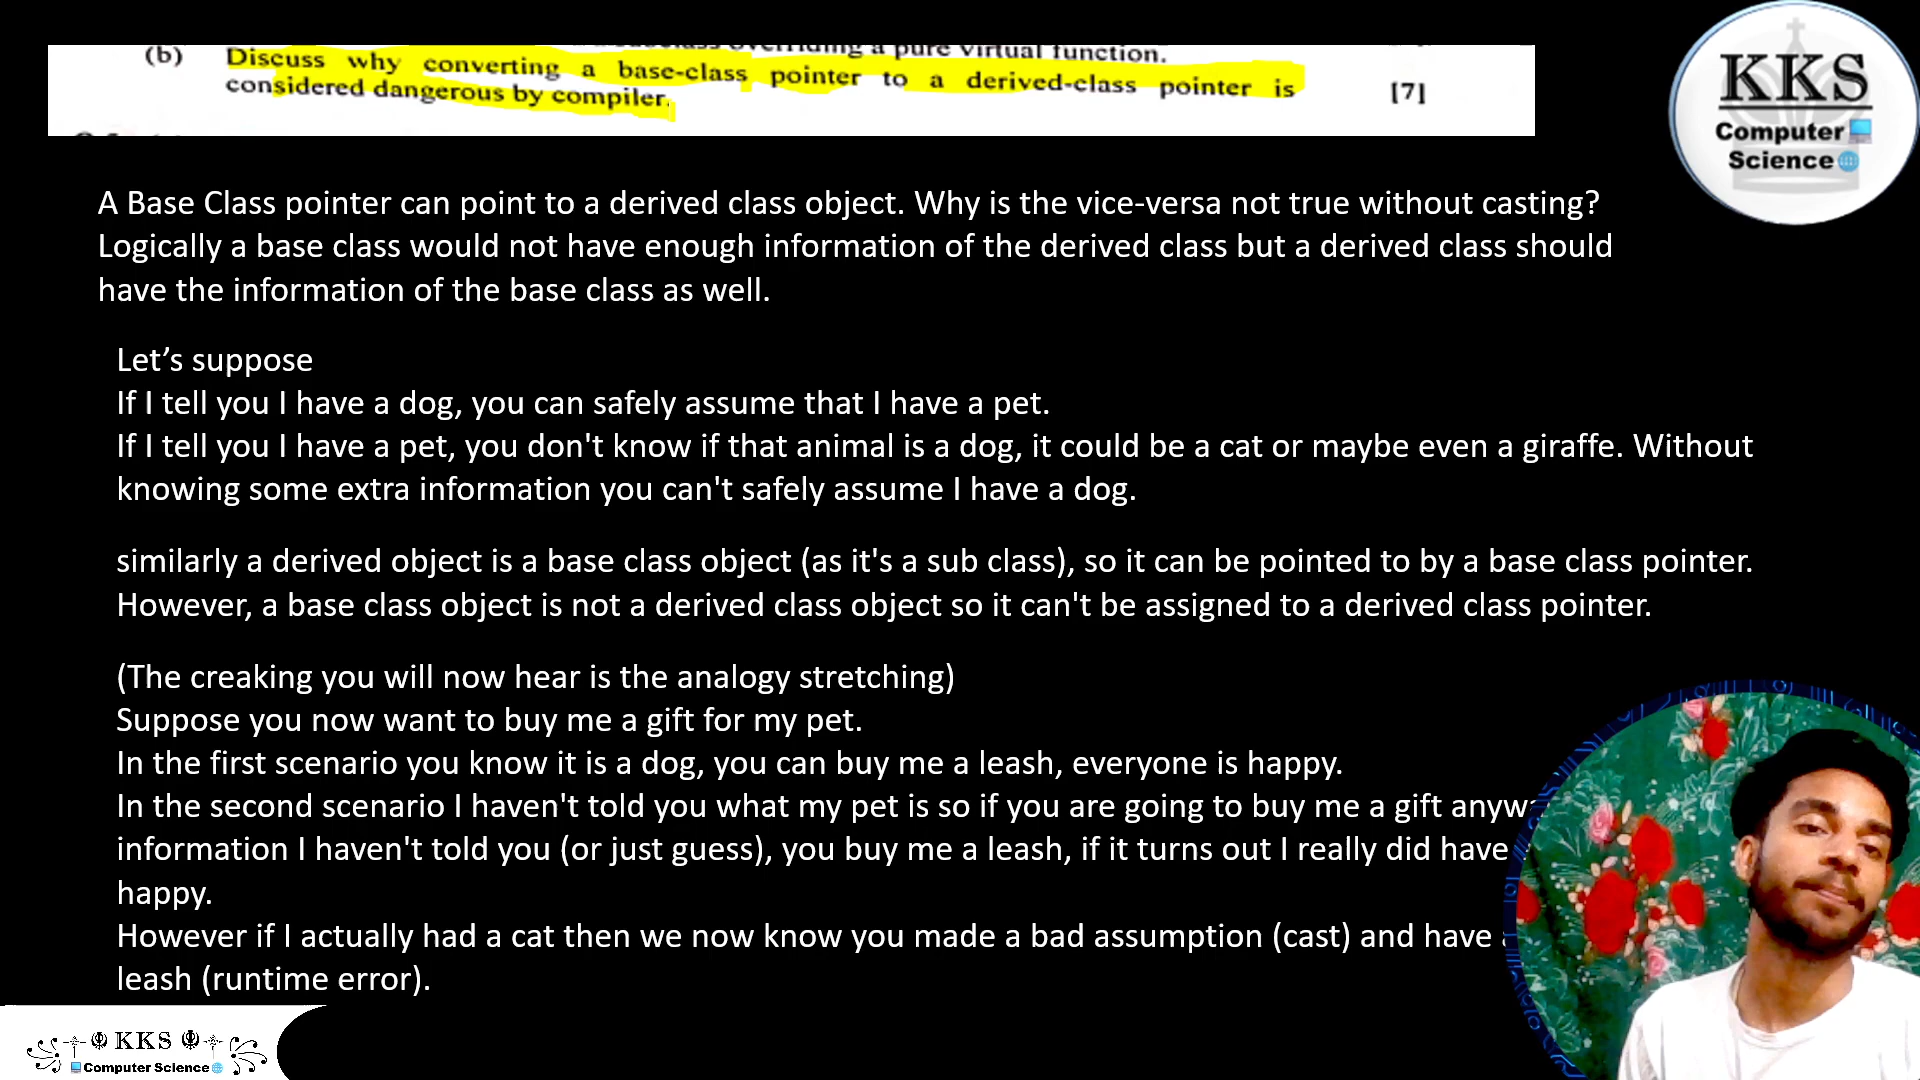 subclass overriding a pure virtual function.
(b) Discuss why converting a base-class pointer to a derived-class pointer is
considered dangerous by compiler. [7]
KKS
Computer
Science
A Base Class pointer can point to a derived class object. Why is the vice-versa not true without casting?
Logically a base class would not have enough information of the derived class but a derived class should
have the information of the base class as well.
Let’s suppose
If I tell you I have a dog, you can safely assume that I have a pet.
If I tell you I have a pet, you don't know if that animal is a dog, it could be a cat or maybe even a giraffe. Without
knowing some extra information you can't safely assume I have a dog.
similarly a derived object is a base class object (as it's a sub class), so it can be pointed to by a base class pointer.
However, a base class object is not a derived class object so it can't be assigned to a derived class pointer.
(The creaking you will now hear is the analogy stretching)
Suppose you now want to buy me a gift for my pet.
In the first scenario you know it is a dog, you can buy me a leash, everyone is happy.
In the second scenario I haven't told you what my pet is so if you are going to buy me a gift
information I haven't told you (or just guess), you buy me a leash, if it turns out I really did have
happy.
However if I actually had a cat then we now know you made a bad assumption (cast) and have
leash (runtime error).
KKS
Computer Science